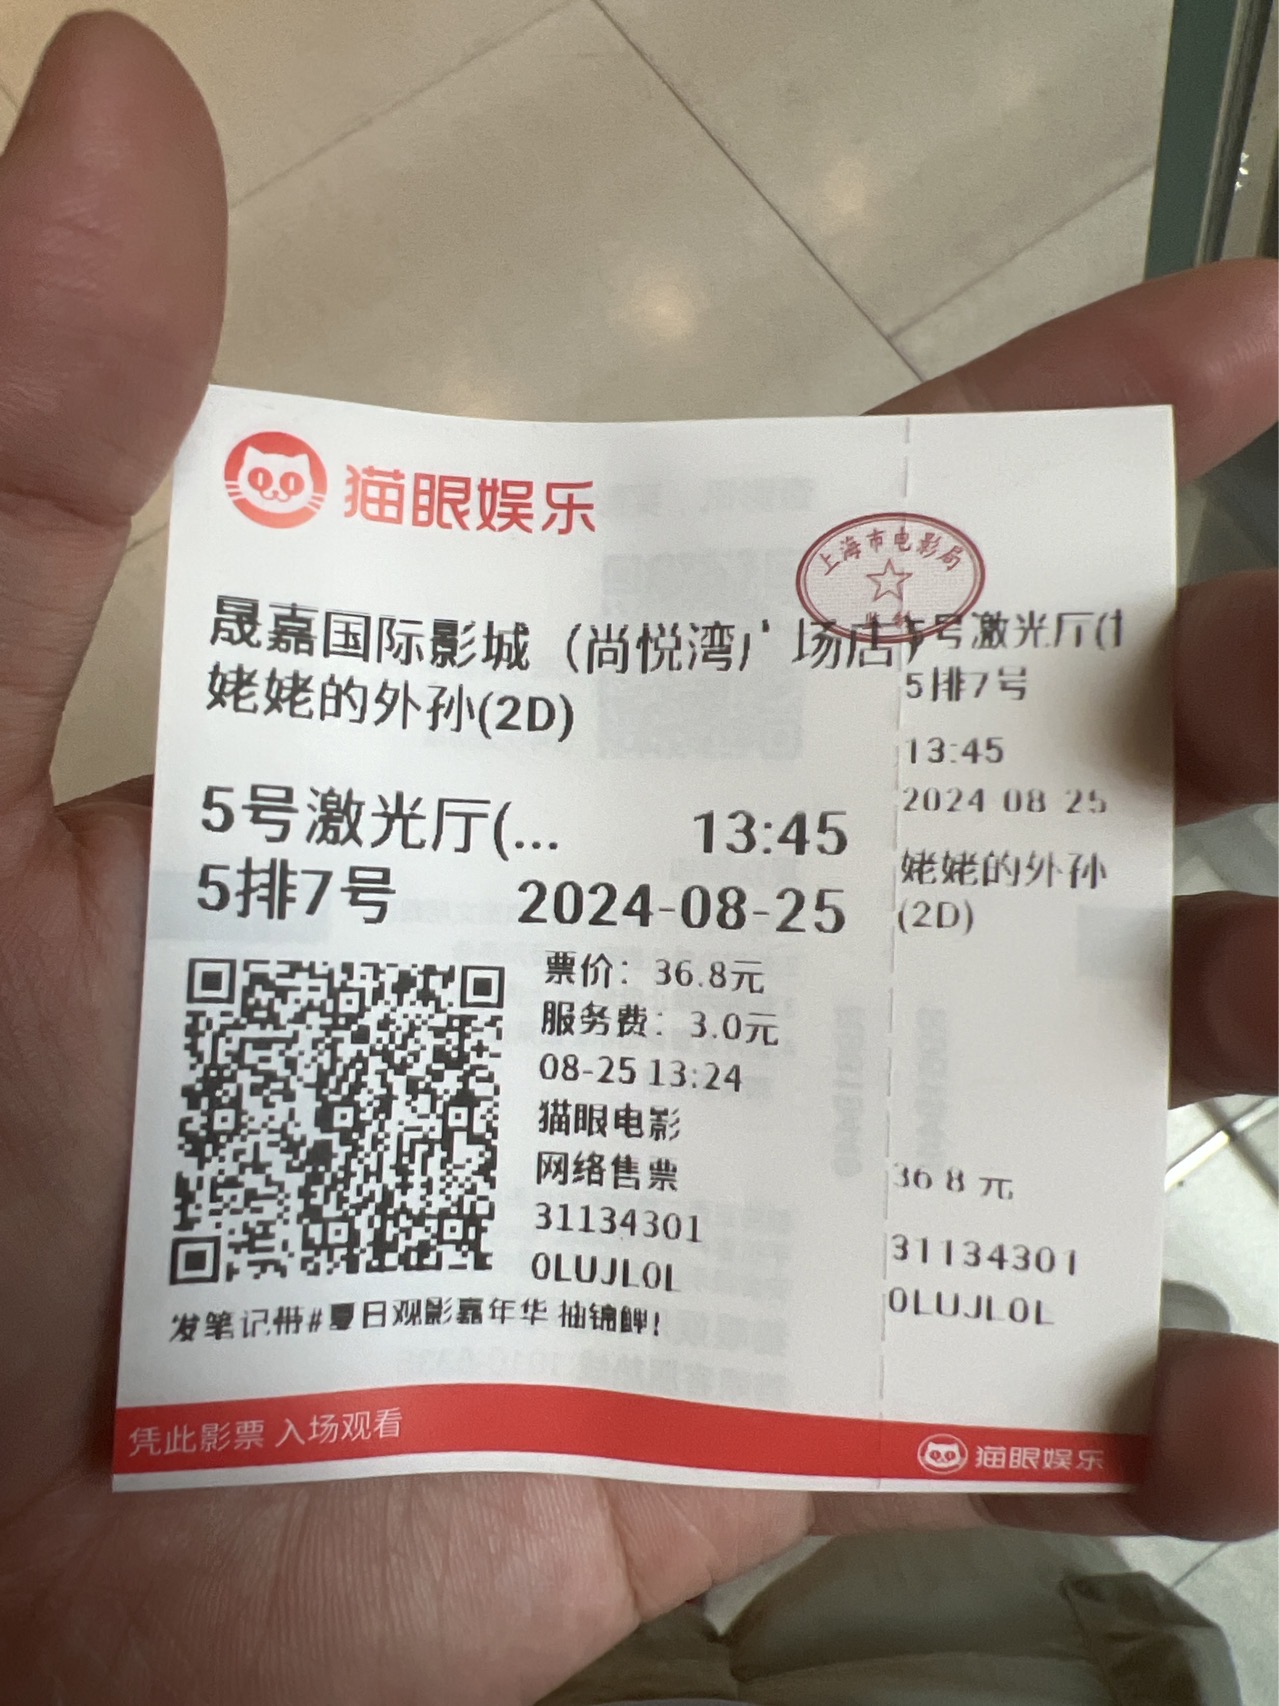 猫眼娱乐
上海市电影局
监制
晟嘉国际影城（尚悦湾广场店）
姥姥的外孙(2D)
5号激光厅(...
13:45
5排7号
2024-08-25
票价：36.8元
服务费：3.0元
08-25 13:24
猫眼电影
网络售票
31134301
0LUJL0L
发笔记带#夏日观影嘉年华 抽锦鲤!
凭此影票 入场观看
5号激光厅(
5排7号
13:45
2024 08 25
姥姥的外孙
(2D)
36 8 元
31134301
0LUJL0L
猫眼娱乐